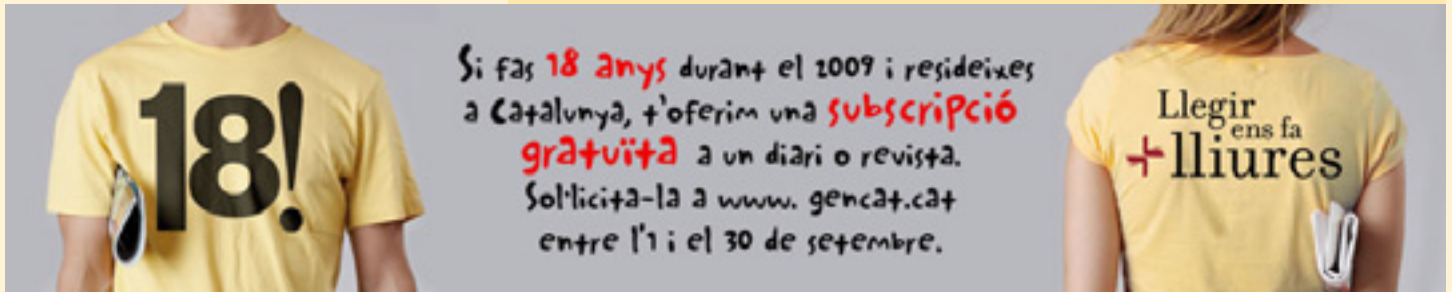 18!
Si fas 18 anys durant el 2009 i resideixes
a Catalunya, t'oferim una subscripció
gratuïta a un diari o revista.
Sol·licita-la a www. gencat.cat
entre l'1 i el 30 de setembre.
Llegir
ens fa
+lliures